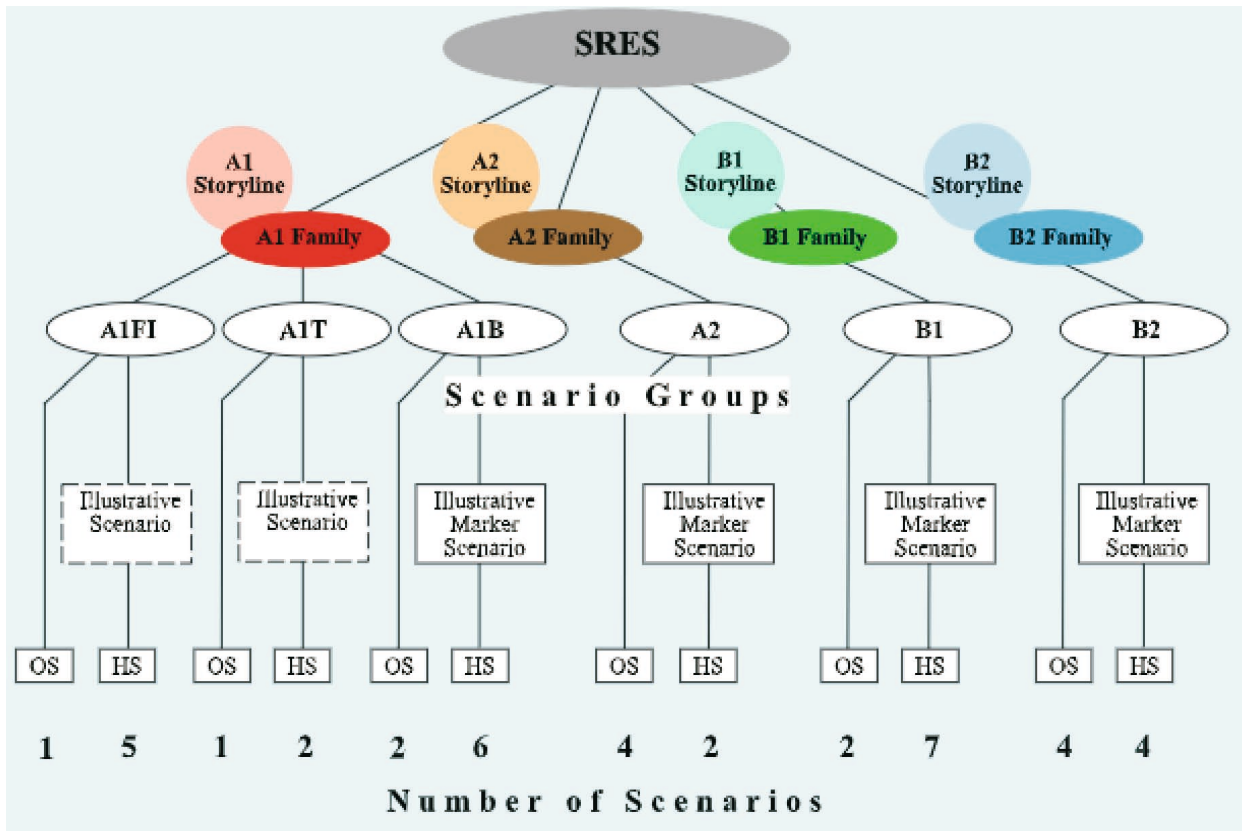 SRES
A1
Storyline
A2
Storyline
B1
Storyline
B2
Storyline
A1 Family
A2 Family
B1 Family
B2 Family
A1FI
A1T
A1B
A2
B1
B2
Scenario Groups
Illustrative
Scenario
Illustrative
Scenario
Illustrative
Marker
Scenario
Illustrative
Marker
Scenario
Illustrative
Marker
Scenario
Illustrative
Marker
Scenario
OS
HS
OS
HS
OS
HS
OS
HS
OS
HS
OS
HS
1
5
1
2
2
6
4
2
2
7
4
4
Number of Scenarios